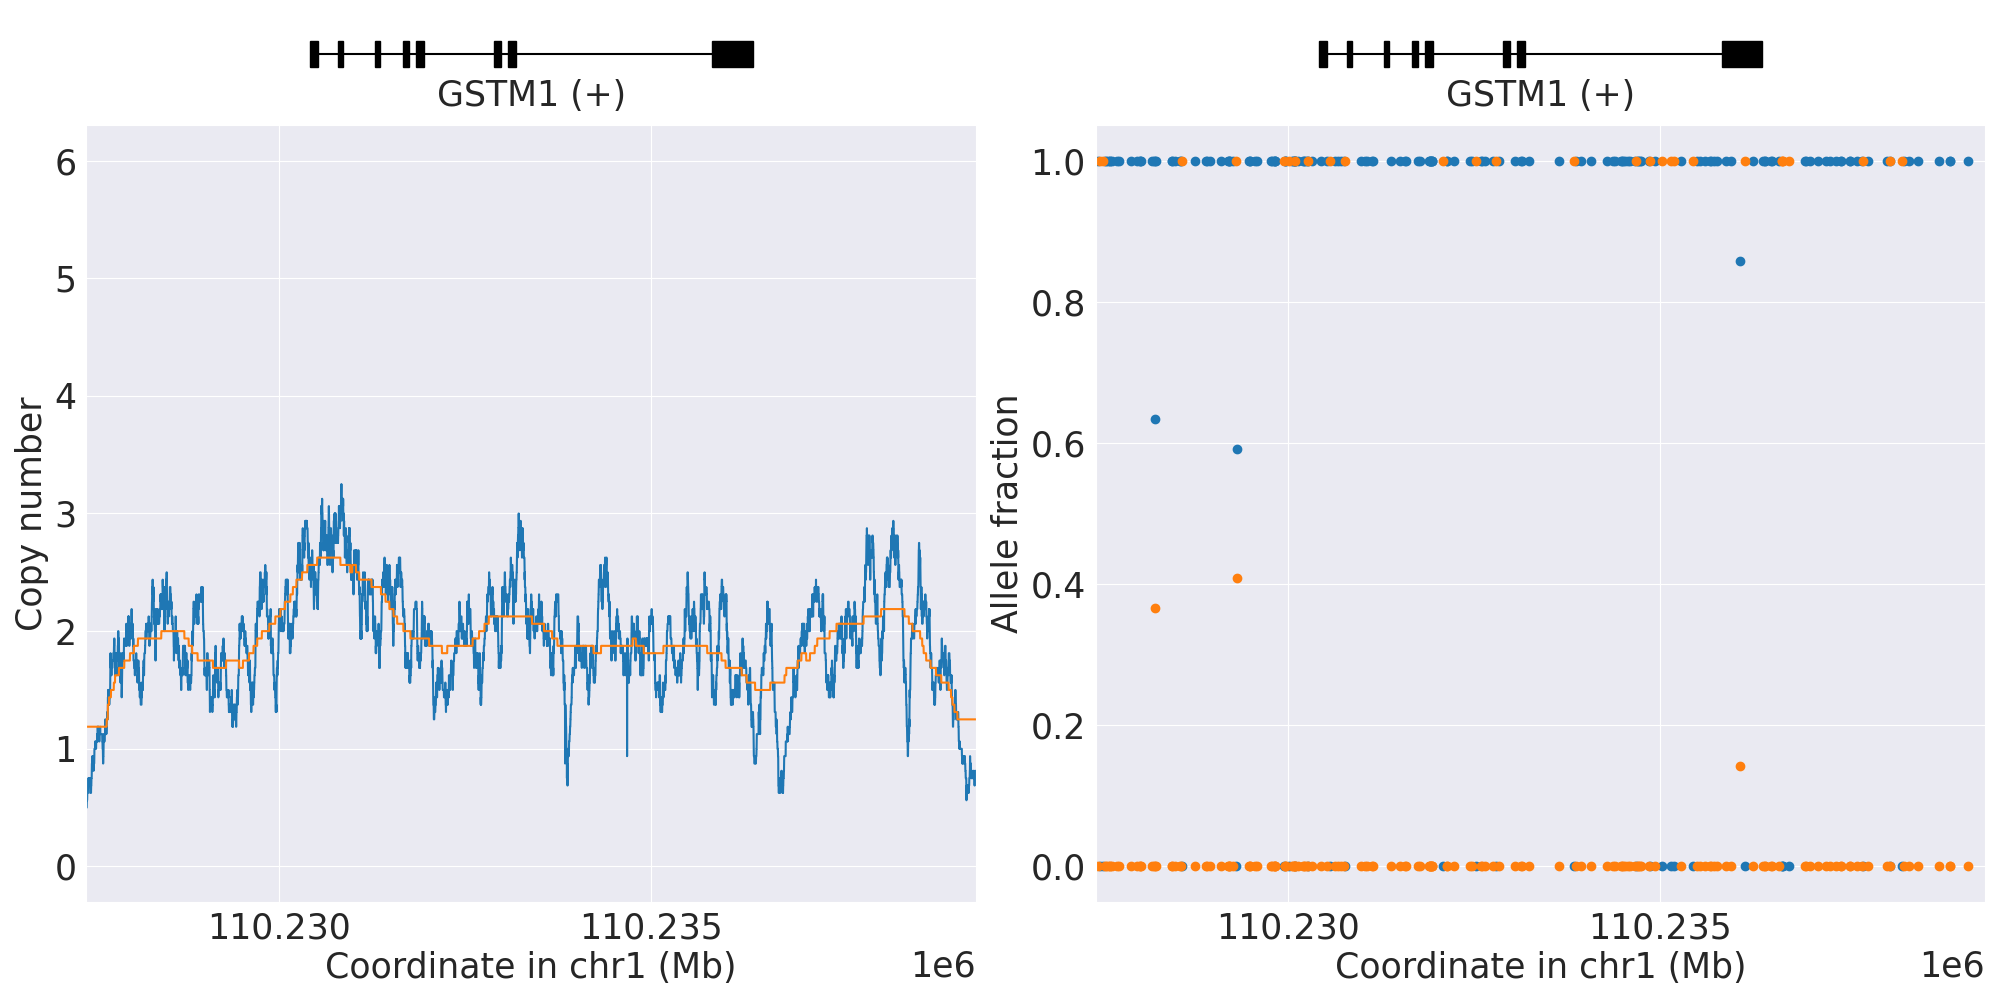 GSTM1 (+)
6
5
4
3
2
1
0
Copy number
110.230
110.235
Coordinate in chr1 (Mb)
1e6
GSTM1 (+)
1.0
0.8
0.6
0.4
0.2
0.0
Allele fraction
110.230
110.235
Coordinate in chr1 (Mb)
1e6